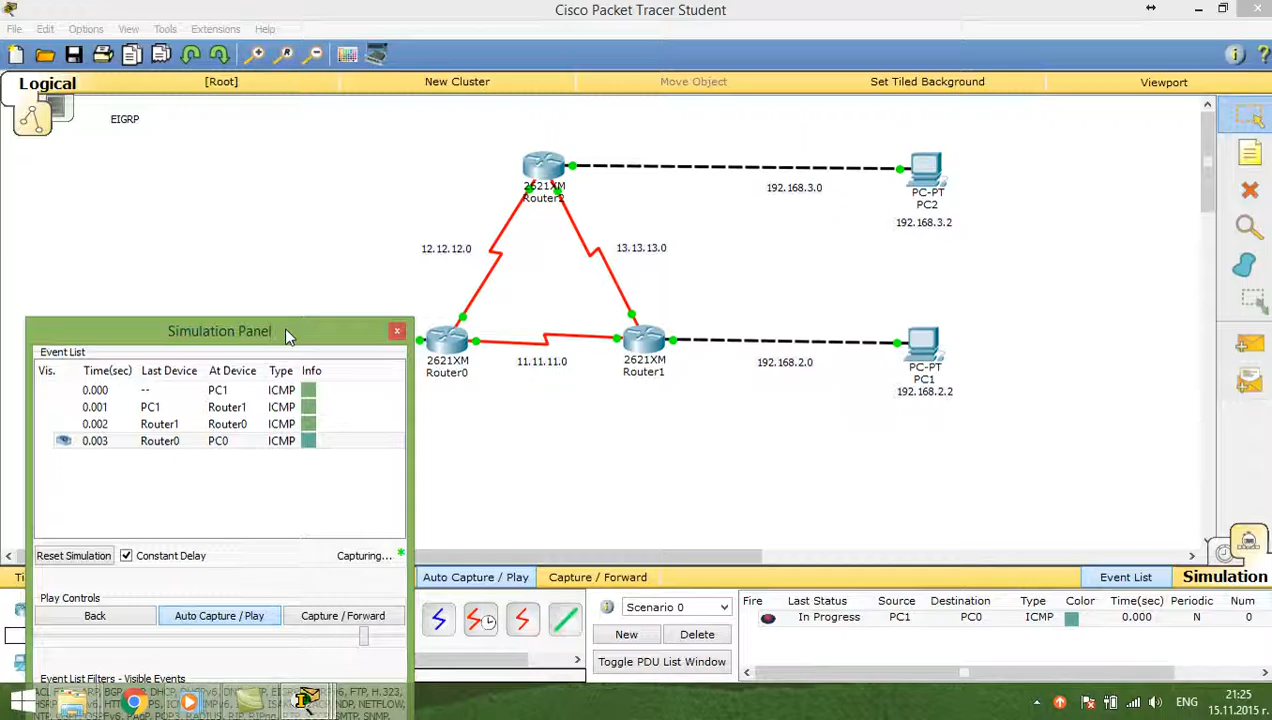 Cisco Packet Tracer Student
File Edit Options View Tools Extensions Help
Logical
[Root]
New Cluster
Move Object
Set Tiled Background
Viewport
EIGRP
2621XM
Router2
192.168.3.0
PC-PT
PC2
192.168.3.2
12.12.12.0
13.13.13.0
2621XM
Router0
11.11.11.0
2621XM
Router1
192.168.2.0
PC-PT
PC1
192.168.2.2
Simulation Panel
Event List
Vis. Time(sec) Last Device At Device Type Info
0.000 -- PC1 ICMP
0.001 PC1 Router1 ICMP
0.002 Router1 Router0 ICMP
0.003 Router0 PC0 ICMP
Reset Simulation
Constant Delay
Capturing...
Play Controls
Back
Auto Capture / Play
Capture / Forward
Event List Filters - Visible Events
Auto Capture / Play
Capture / Forward
Event List
Simulation
Scenario 0
New
Delete
Toggle PDU List Window
Fire Last Status Source Destination Type Color Time(sec) Periodic Num
In Progress PC1 PC0 ICMP 0.000 N 0
ENG
21:25
15.11.2015 г.